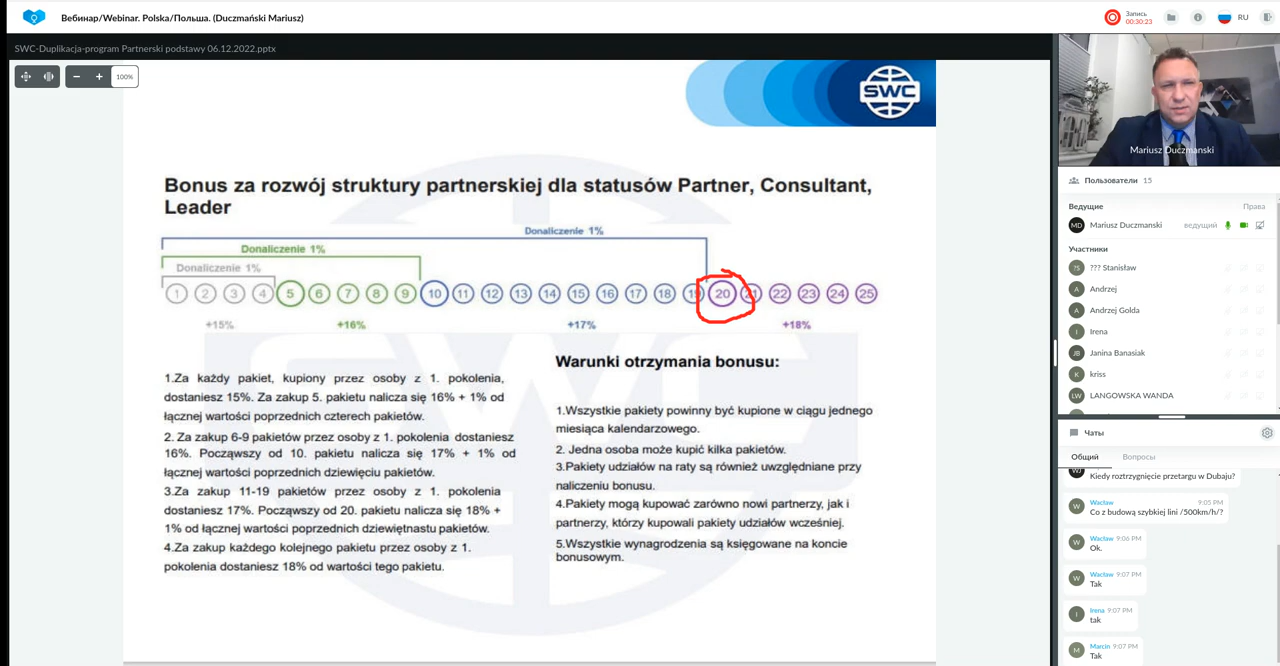 Вебинар/Webinar. Polska/Польша. (Duczmański Mariusz)
Запись
00:30:23
RU
SWC-Duplikacja-program Partnerski podstawy 06.12.2022.pptx
100%
SWC
Bonus za rozwój struktury partnerskiej dla statusów Partner, Consultant,
Leader
Donaliczenie 1%
Donaliczenie 1%
Donaliczenie 1%
1 2 3 4 5 6 7 8 9 10 11 12 13 14 15 16 17 18 19 20 21 22 23 24 25
+15% +16% +17% +18%
1.Za każdy pakiet, kupiony przez osoby z 1. pokolenia,
dostaniesz 15%. Za zakup 5. pakietu nalicza się 16% + 1% od
łącznej wartości poprzednich czterech pakietów.
2. Za zakup 6-9 pakietów przez osoby z 1. pokolenia dostaniesz
16%. Począwszy od 10. pakietu nalicza się 17% + 1% od
łącznej wartości poprzednich dziewięciu pakietów.
3.Za zakup 11-19 pakietów przez osoby z 1. pokolenia
dostaniesz 17%. Począwszy od 20. pakietu nalicza się 18% +
1% od łącznej wartości poprzednich dziewiętnastu pakietów.
4.Za zakup każdego kolejnego pakietu przez osoby z 1.
pokolenia dostaniesz 18% od wartości tego pakietu.
Warunki otrzymania bonusu:
1.Wszystkie pakiety powinny być kupione w ciągu jednego
miesiąca kalendarzowego.
2. Jedna osoba może kupić kilka pakietów.
3.Pakiety udziałów na raty są również uwzględniane przy
naliczeniu bonusu.
4.Pakiety mogą kupować zarówno nowi partnerzy, jak i
partnerzy, którzy kupowali pakiety udziałów wcześniej.
5.Wszystkie wynagrodzenia są księgowane na koncie
bonusowym.
Mariusz Duczmanski
Пользователи 15
Ведущие Права
MD Mariusz Duczmanski ведущий
Участники
?S ??? Stanisław
A Andrzej
AG Andrzej Golda
I Irena
JB Janina Banasiak
K kriss
LW LANGOWSKA WANDA
Чаты
Общий Вопросы
WJ Kiedy roztrzygnięcie przetargu w Dubaju?
W Wacław 9:05 PM
Co z budową szybkiej lini /500km/h/?
W Wacław 9:06 PM
Ok.
W Wacław 9:07 PM
Tak
I Irena 9:07 PM
tak
M Marcin 9:07 PM
Tak